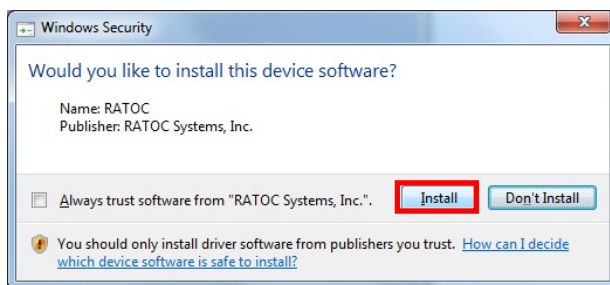 Windows Security
Would you like to install this device software?
Name: RATOC
Publisher: RATOC Systems, Inc.
Always trust software from "RATOC Systems, Inc.". Install Don't Install
You should only install driver software from publishers you trust. How can I decide
which device software is safe to install?